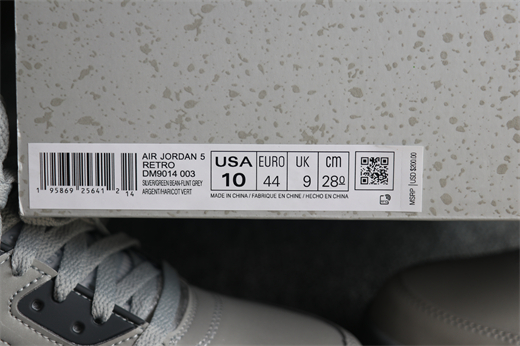 AIR JORDAN 5
RETRO
DM9014 003
SILVER/GREEN BEAN-FLINT GREY
ARGENT/HARICOT VERT
1 95869 25641 2 14
USA EURO UK cm
10 44 9 28
MADE IN CHINA / FABRIQUE EN CHINE / HECHO EN CHINA
MSRP USD $200.00